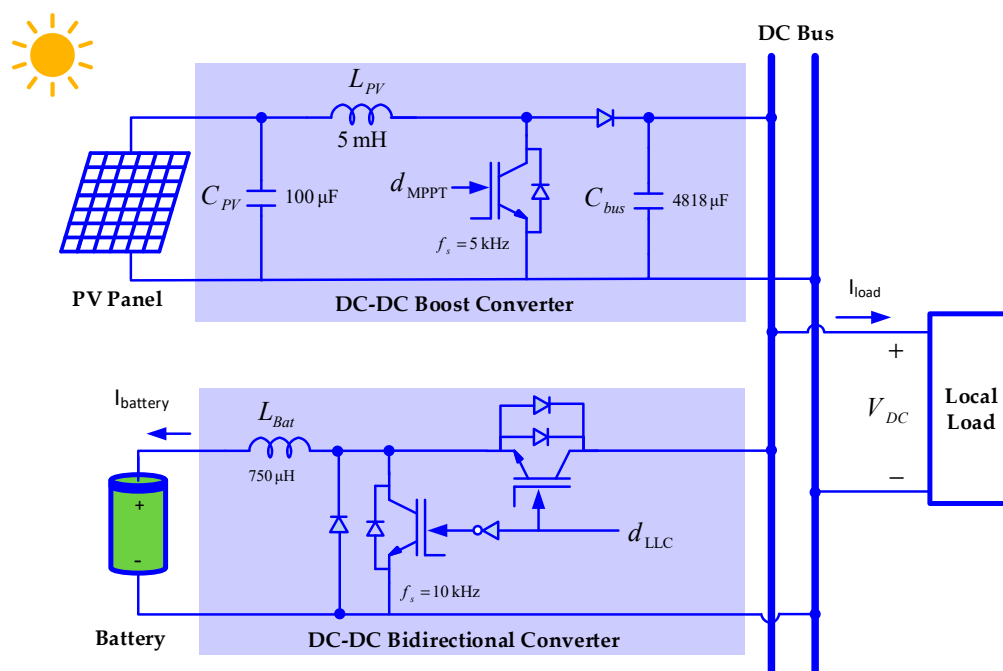 DC Bus
L_PV
5 mH
C_PV
100 μF
d_MPPT
f_s = 5 kHz
C_bus
4818 μF
PV Panel
DC-DC Boost Converter
I_load
+
V_DC
−
Local
Load
I_battery
L_Bat
750 μH
+
-
d_LLC
f_s = 10 kHz
Battery
DC-DC Bidirectional Converter